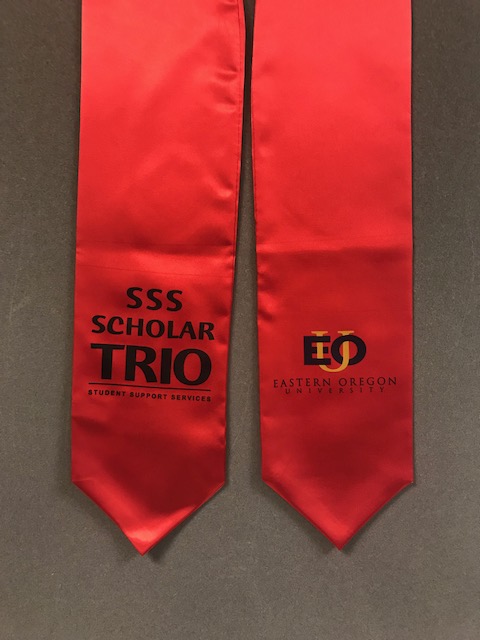 SSS
SCHOLAR
TRIO
STUDENT SUPPORT SERVICES
EOU
EASTERN OREGON
UNIVERSITY